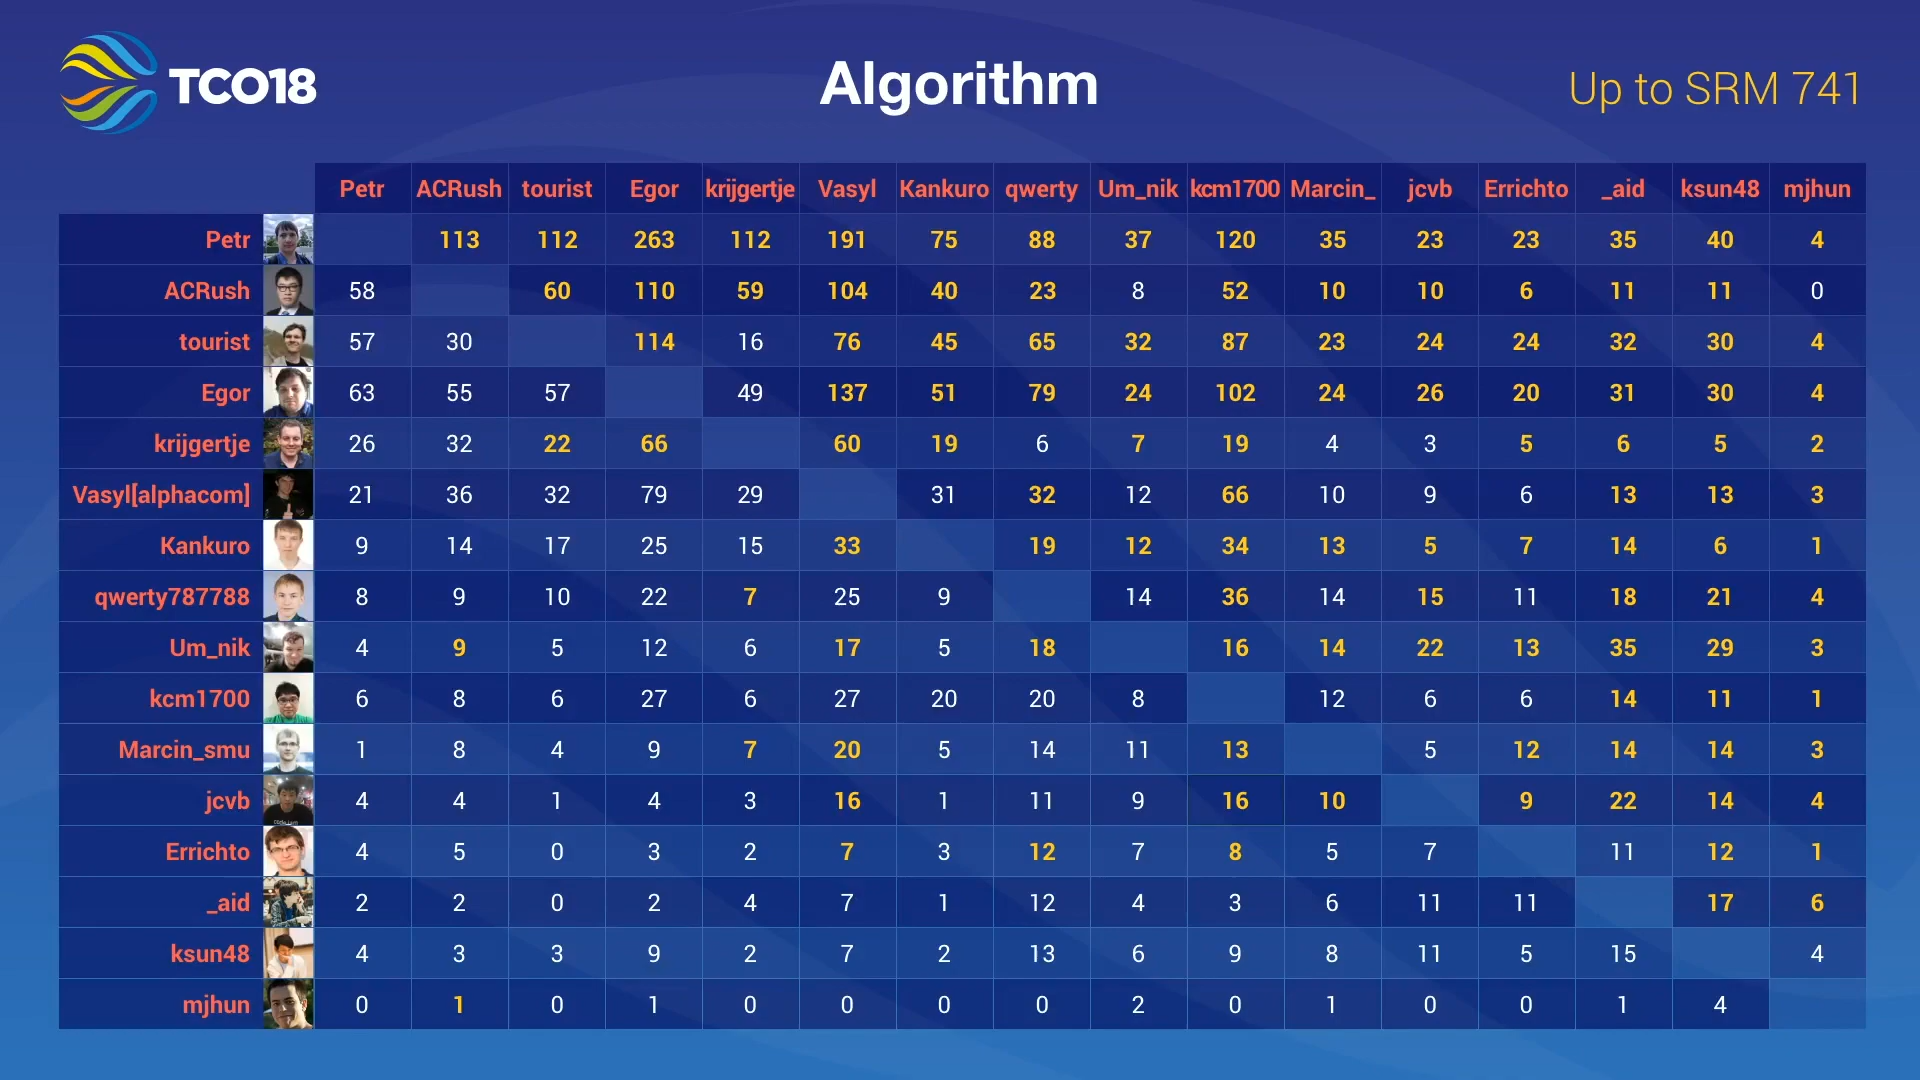 TCO18
Algorithm
Up to SRM 741
Petr ACRush tourist Egor krijgertje Vasyl Kankuro qwerty Um_nik kcm1700 Marcin_ jcvb Errichto _aid ksun48 mjhun
Petr 113 112 263 112 191 75 88 37 120 35 23 23 35 40 4
ACRush 58 60 110 59 104 40 23 8 52 10 10 6 11 11 0
tourist 57 30 114 16 76 45 65 32 87 23 24 24 32 30 4
Egor 63 55 57 49 137 51 79 24 102 24 26 20 31 30 4
krijgertje 26 32 22 66 60 19 6 7 19 4 3 5 6 5 2
Vasyl[alphacom] 21 36 32 79 29 31 32 12 66 10 9 6 13 13 3
Kankuro 9 14 17 25 15 33 19 12 34 13 5 7 14 6 1
qwerty787788 8 9 10 22 7 25 9 14 36 14 15 11 18 21 4
Um_nik 4 9 5 12 6 17 5 18 16 14 22 13 35 29 3
kcm1700 6 8 6 27 6 27 20 20 8 12 6 6 14 11 1
Marcin_smu 1 8 4 9 7 20 5 14 11 13 5 12 14 14 3
jcvb 4 4 1 4 3 16 1 11 9 16 10 9 22 14 4
Errichto 4 5 0 3 2 7 3 12 7 8 5 7 11 12 1
_aid 2 2 0 2 4 7 1 12 4 3 6 11 11 17 6
ksun48 4 3 3 9 2 7 2 13 6 9 8 11 5 15 4
mjhun 0 1 0 1 0 0 0 0 2 0 1 0 0 1 4